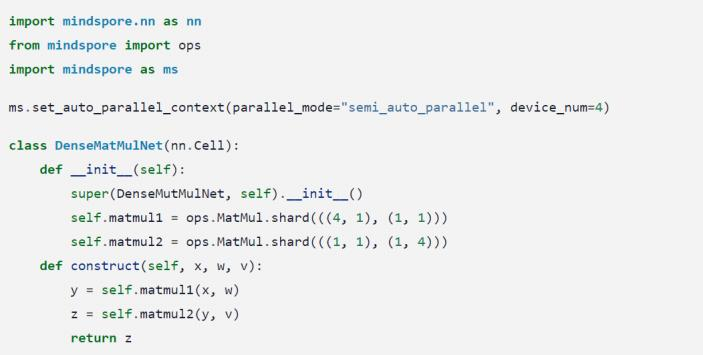 import mindspore.nn as nn
from mindspore import ops
import mindspore as ms
ms.set_auto_parallel_context(parallel_mode="semi_auto_parallel", device_num=4)
class DenseMatMulNet(nn.Cell):
    def __init__(self):
        super(DenseMutMulNet, self).__init__()
        self.matmul1 = ops.MatMul.shard(((4, 1), (1, 1)))
        self.matmul2 = ops.MatMul.shard(((1, 1), (1, 4)))
    def construct(self, x, w, v):
        y = self.matmul1(x, w)
        z = self.matmul2(y, v)
        return z